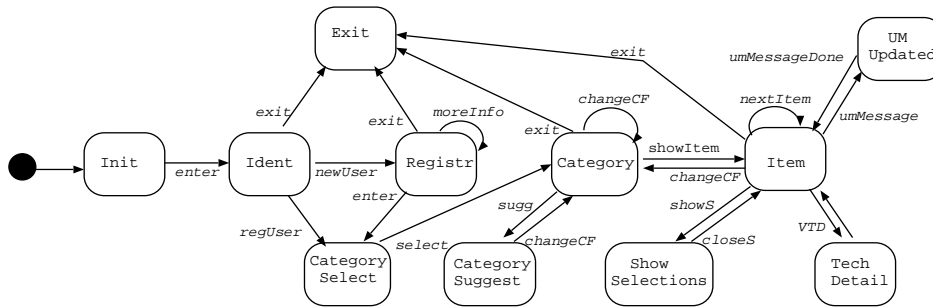 Exit
UM
Updated
exit
umMessageDone
changeCF
nextItem
moreInfo
exit
exit
exit
umMessage
Init
enter
Ident
newUser
Registr
Category
showItem
changeCF
Item
enter
sugg
showS
regUser
select
changeCF
closeS
VTD
Category
Select
Category
Suggest
Show
Selections
Tech
Detail